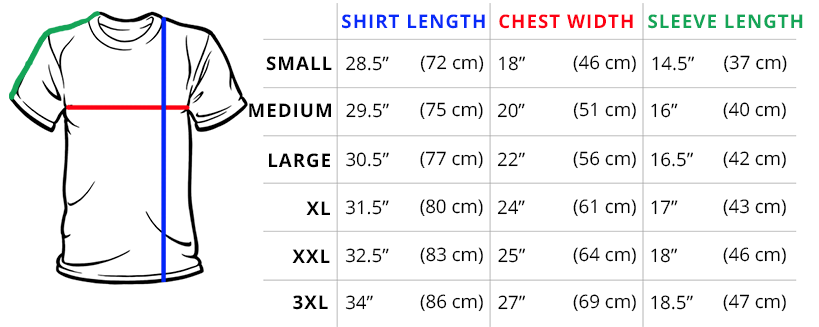 SHIRT LENGTH CHEST WIDTH SLEEVE LENGTH
SMALL 28.5” (72 cm) 18” (46 cm) 14.5” (37 cm)
MEDIUM 29.5” (75 cm) 20” (51 cm) 16” (40 cm)
LARGE 30.5” (77 cm) 22” (56 cm) 16.5” (42 cm)
XL 31.5” (80 cm) 24” (61 cm) 17” (43 cm)
XXL 32.5” (83 cm) 25” (64 cm) 18” (46 cm)
3XL 34” (86 cm) 27” (69 cm) 18.5” (47 cm)